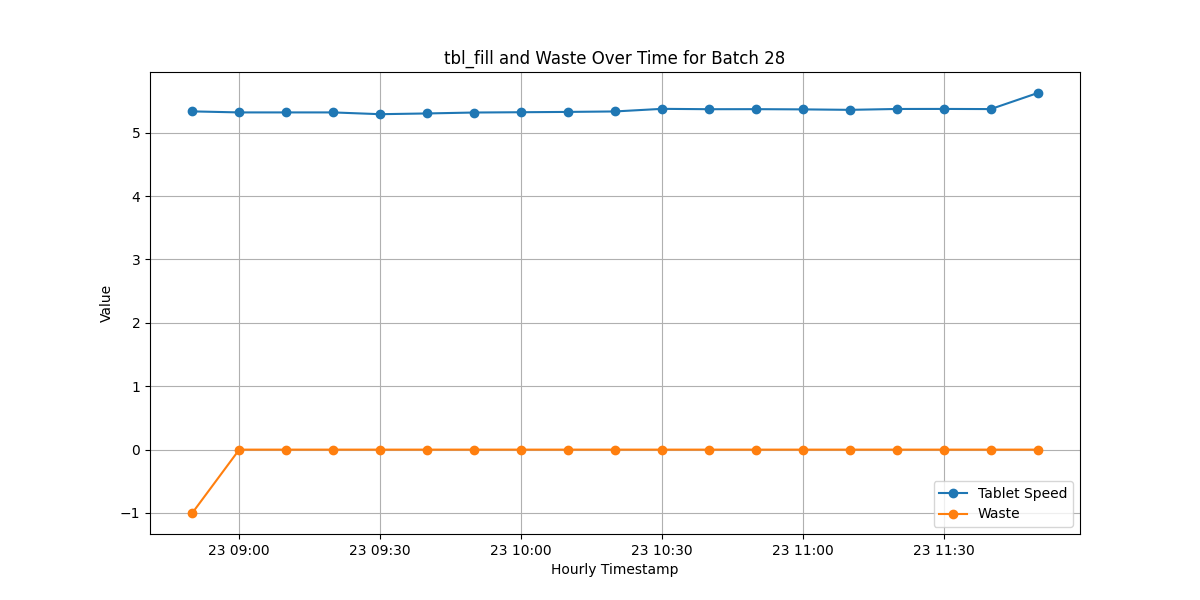 tbl_fill and Waste Over Time for Batch 28
Value
5
4
3
2
1
0
−1
Tablet Speed
Waste
23 09:00 23 09:30 23 10:00 23 10:30 23 11:00 23 11:30
Hourly Timestamp